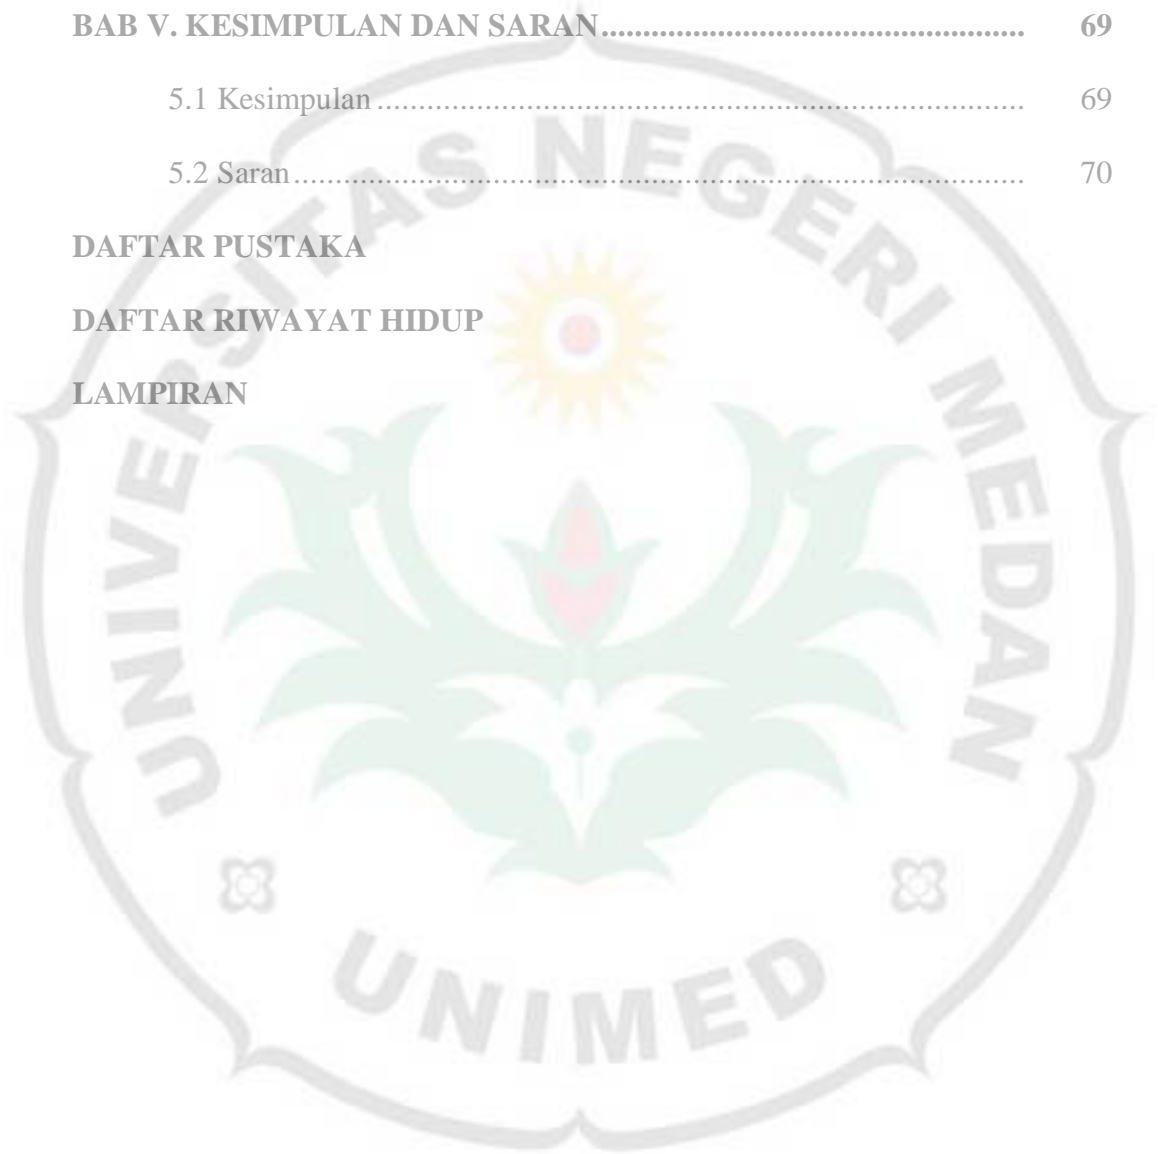 BAB V. KESIMPULAN DAN SARAN................................................... 69
5.1 Kesimpulan............................................................................... 69
5.2 Saran......................................................................................... 70
DAFTAR PUSTAKA
DAFTAR RIWAYAT HIDUP
LAMPIRAN
UNIVERSITAS NEGERI MEDAN
UNIMED